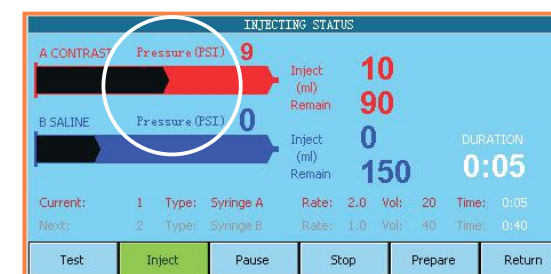 INJECTING STATUS
A CONTRAST Pressure (PSI) 9
Inject 10
(ml)
Remain 90
B SALINE Pressure (PSI) 0
Inject 0
(ml)
Remain 150
DURATION
0:05
Current: 1 Type: Syringe A Rate: 2.0 Vol: 20 Time: 0:05
Next: 2 Type: Syringe B Rate: 1.0 Vol: 40 Time: 0:40
Test Inject Pause Stop Prepare Return